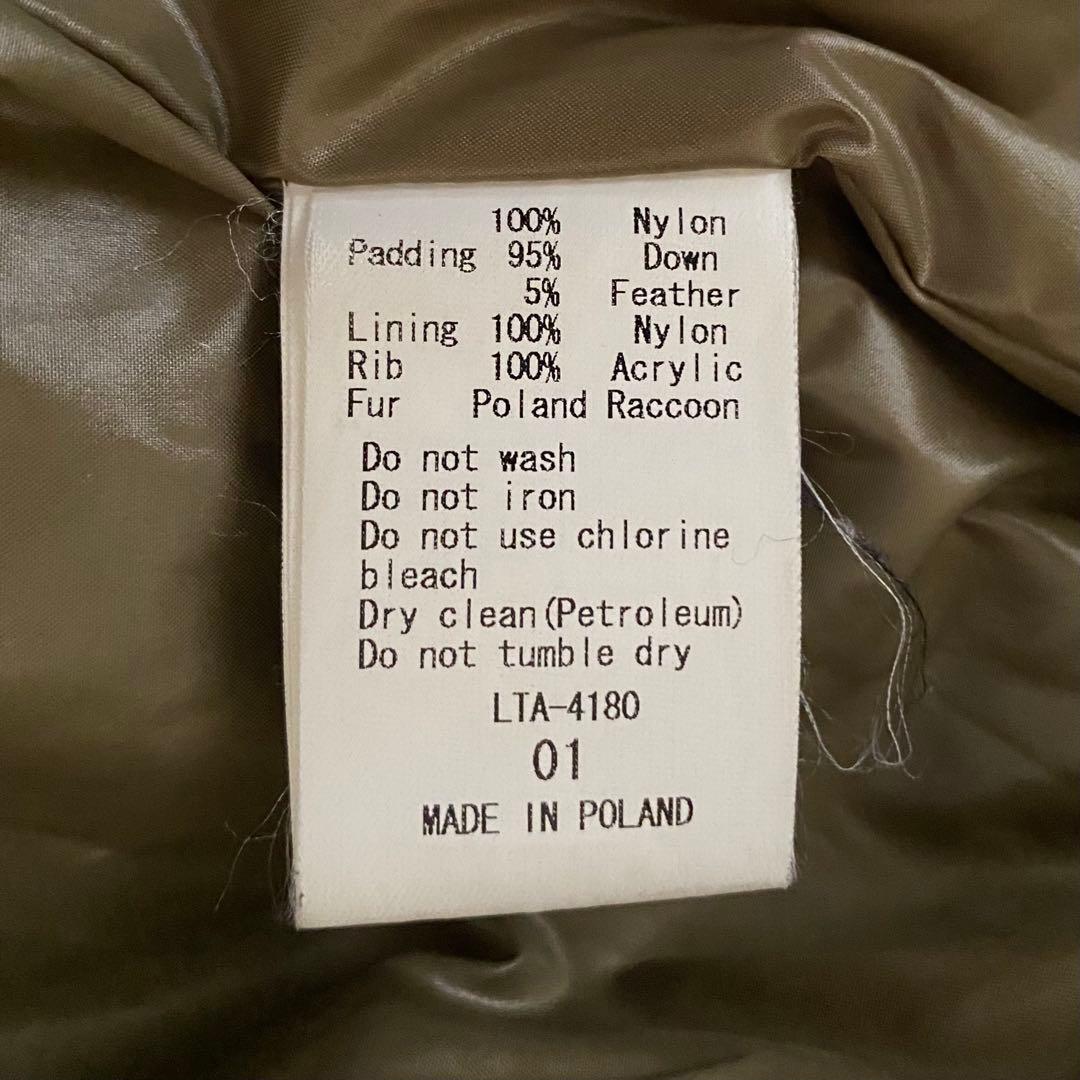 100% Nylon
Padding 95% Down
5% Feather
Lining 100% Nylon
Rib 100% Acrylic
Fur Poland Raccoon
Do not wash
Do not iron
Do not use chlorine
bleach
Dry clean(Petroleum)
Do not tumble dry
LTA-4180
01
MADE IN POLAND